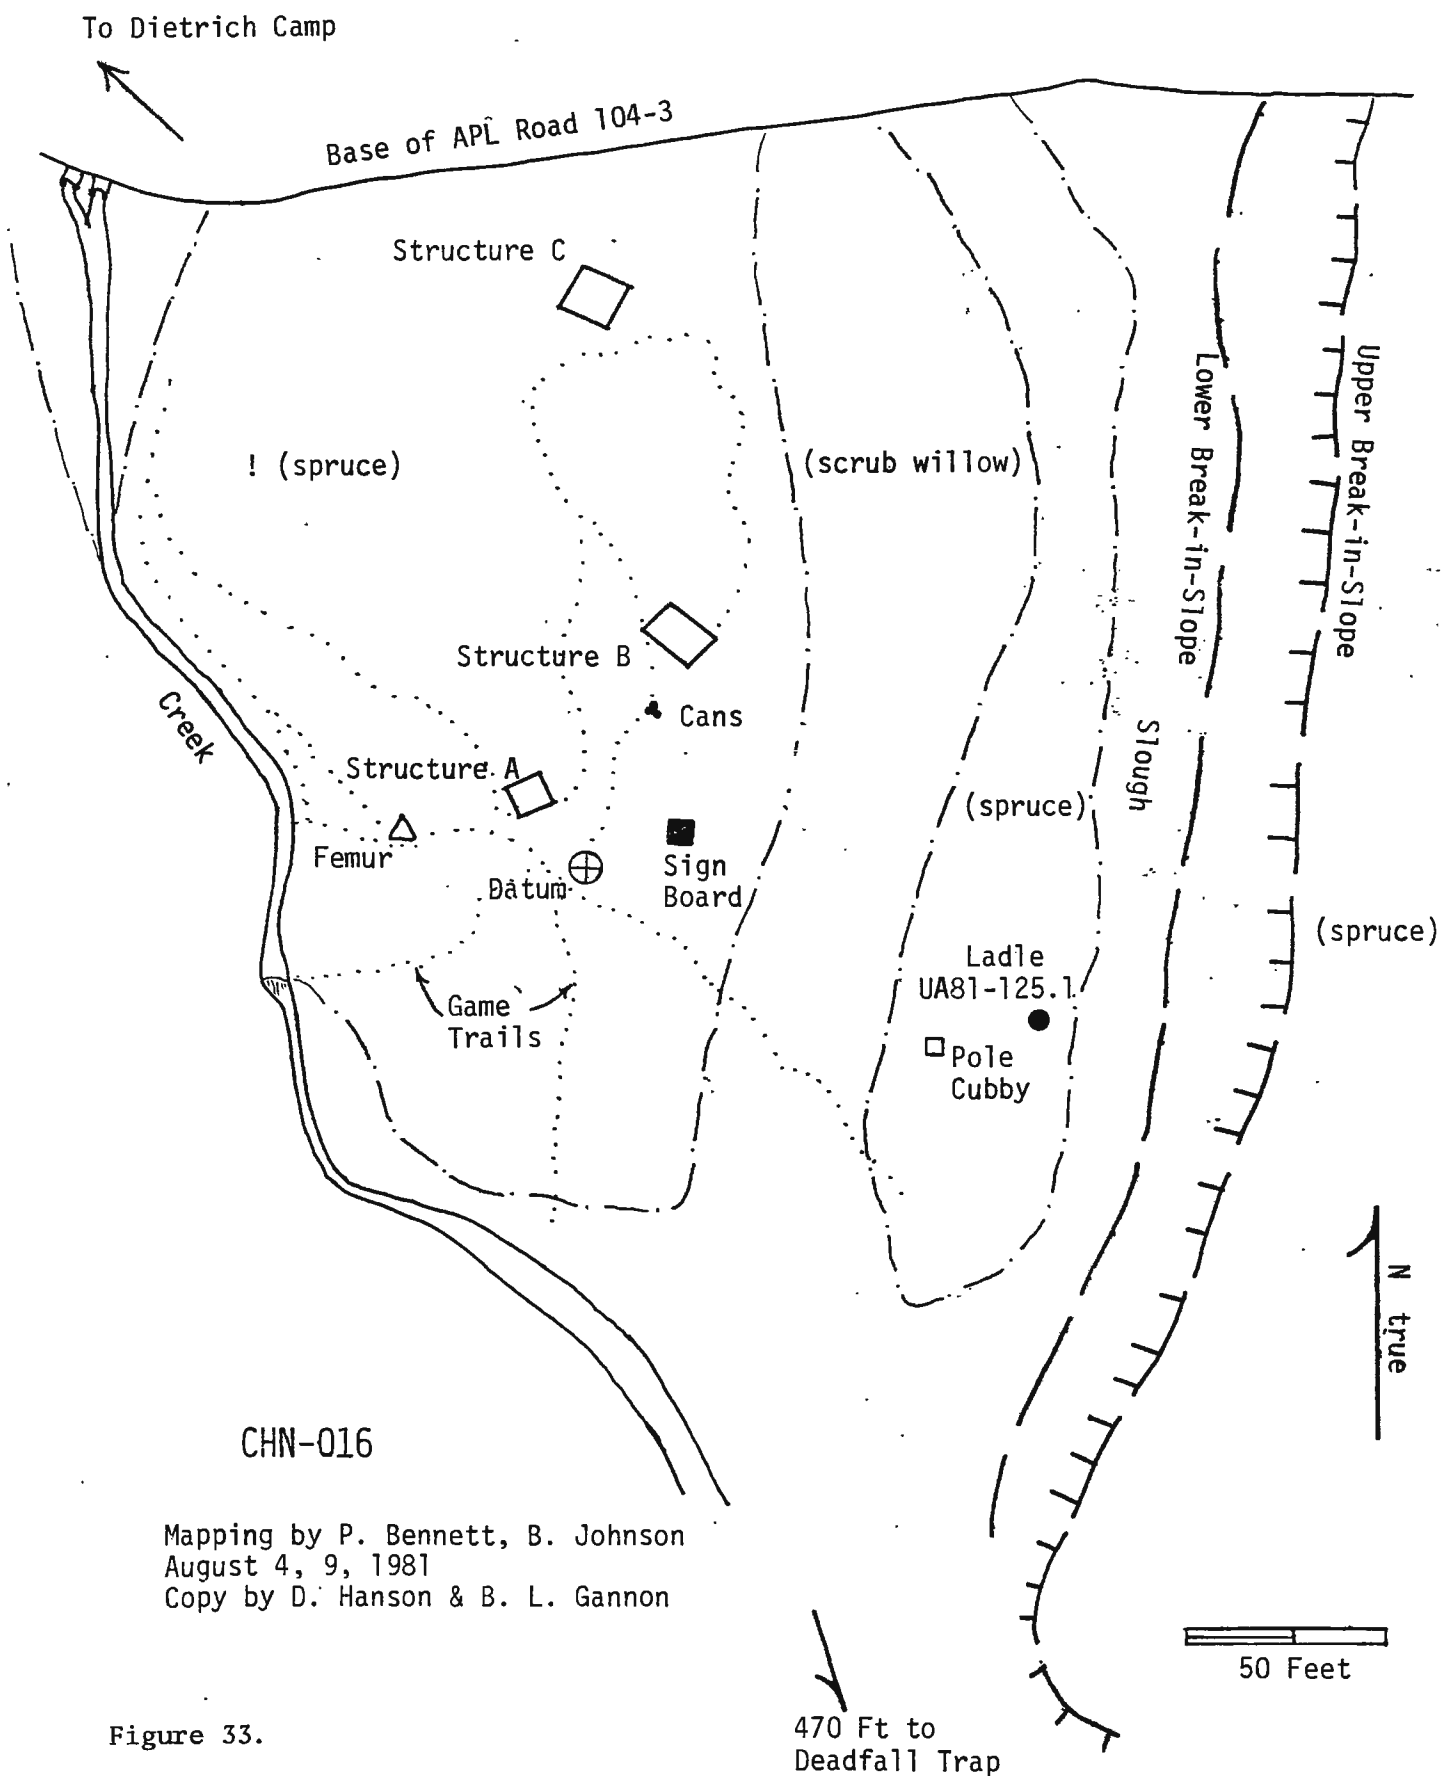 To Dietrich Camp
Base of APL Road 104-3
Structure C
! (spruce)
(scrub willow)
Lower Break-in-Slope
Upper Break-in-Slope
Structure B
Cans
Creek
Slough
Structure A
(spruce)
Femur
Datum
Sign
Board
(spruce)
Ladle
UA81-125.1
Game
Trails
Pole
Cubby
N true
CHN-016
Mapping by P. Bennett, B. Johnson
August 4, 9, 1981
Copy by D. Hanson & B. L. Gannon
50 Feet
470 Ft to
Deadfall Trap
Figure 33.